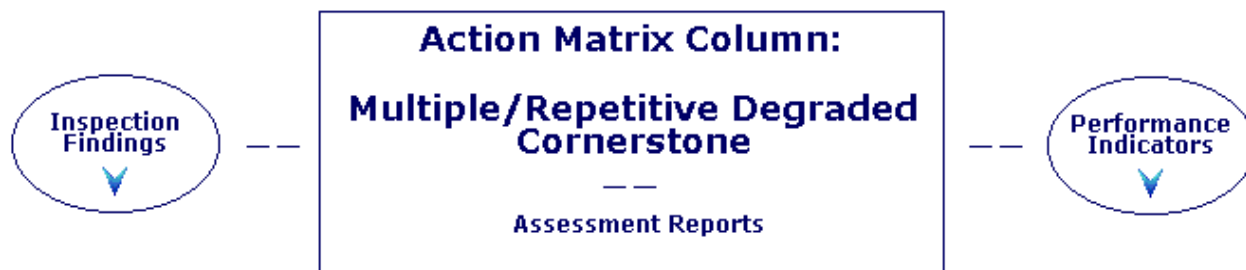 Action Matrix Column:
Multiple/Repetitive Degraded
Cornerstone
Assessment Reports
Inspection
Findings
Performance
Indicators